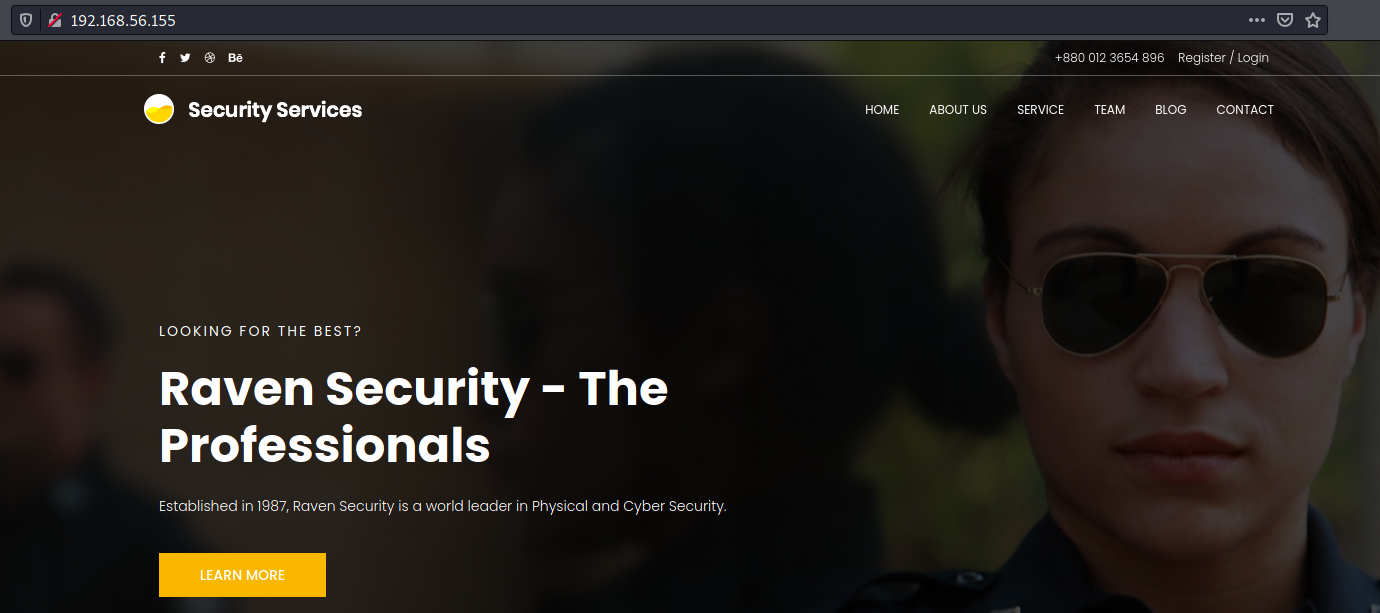 192.168.56.155
Bē
+880 012 3654 896 Register / Login
Security Services
HOME ABOUT US SERVICE TEAM BLOG CONTACT
LOOKING FOR THE BEST?
Raven Security - The
Professionals
Established in 1987, Raven Security is a world leader in Physical and Cyber Security.
LEARN MORE